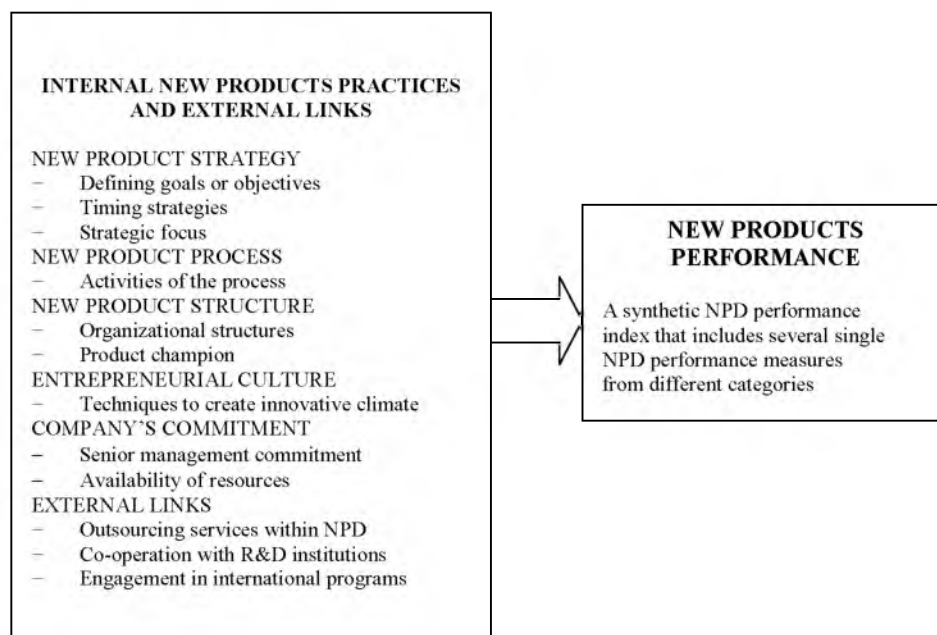 INTERNAL NEW PRODUCTS PRACTICES
AND EXTERNAL LINKS
NEW PRODUCT STRATEGY
− Defining goals or objectives
− Timing strategies
− Strategic focus
NEW PRODUCT PROCESS
− Activities of the process
NEW PRODUCT STRUCTURE
− Organizational structures
− Product champion
ENTREPRENEURIAL CULTURE
− Techniques to create innovative climate
COMPANY'S COMMITMENT
− Senior management commitment
− Availability of resources
EXTERNAL LINKS
− Outsourcing services within NPD
− Co-operation with R&D institutions
− Engagement in international programs
NEW PRODUCTS
PERFORMANCE
A synthetic NPD performance
index that includes several single
NPD performance measures
from different categories